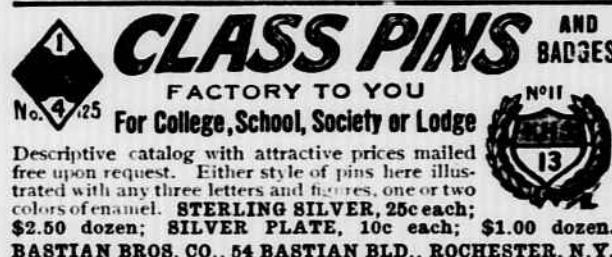 CLASS PINS AND BADGES
FACTORY TO YOU
For College, School, Society or Lodge
1
4
No. 425
No 11
13
Descriptive catalog with attractive prices mailed
free upon request. Either style of pins here illus-
trated with any three letters and figures, one or two
colors of enamel. STERLING SILVER, 25c each;
$2.50 dozen; SILVER PLATE, 10c each; $1.00 dozen.
BASTIAN BROS. CO., 54 BASTIAN BLD., ROCHESTER, N.Y.